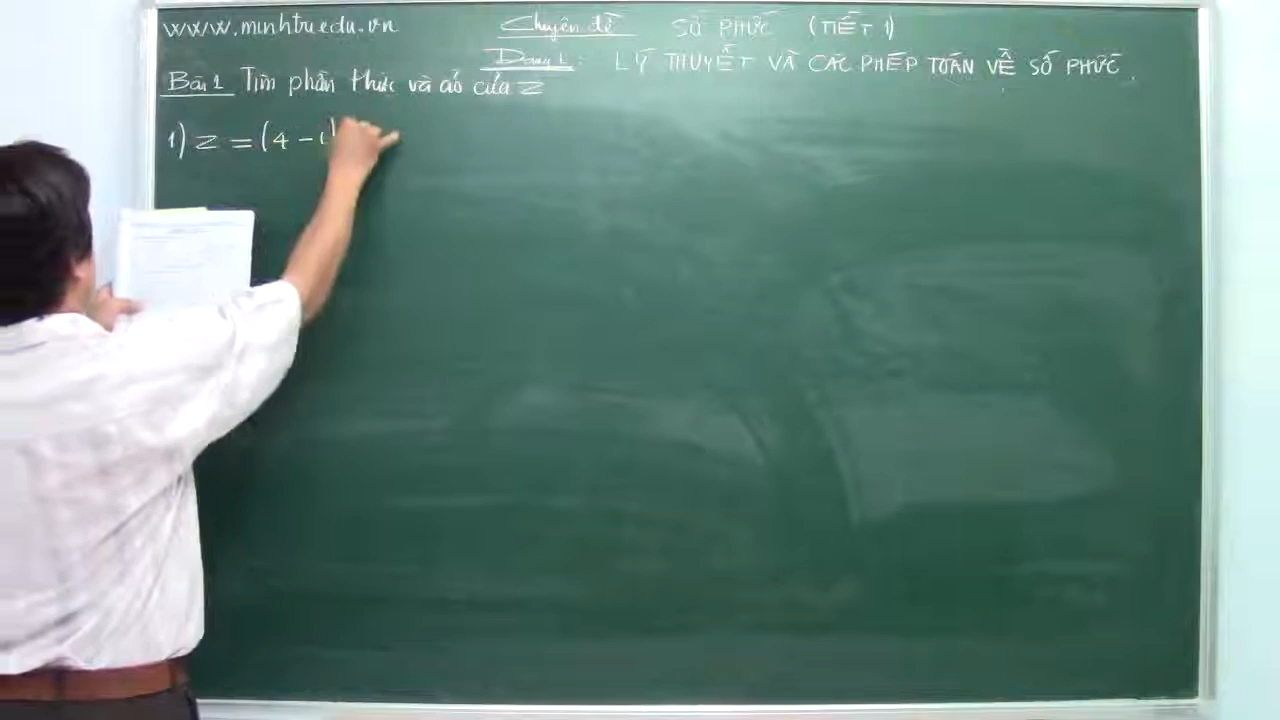 www.minhtriedu.vn
Chuyên đề SỐ PHỨC (TIẾT 1)
Dạng 1: LÝ THUYẾT VÀ CÁC PHÉP TOÁN VỀ SỐ PHỨC
Bài 1 Tìm phần thực và ảo của z
1) z = (4 - i)